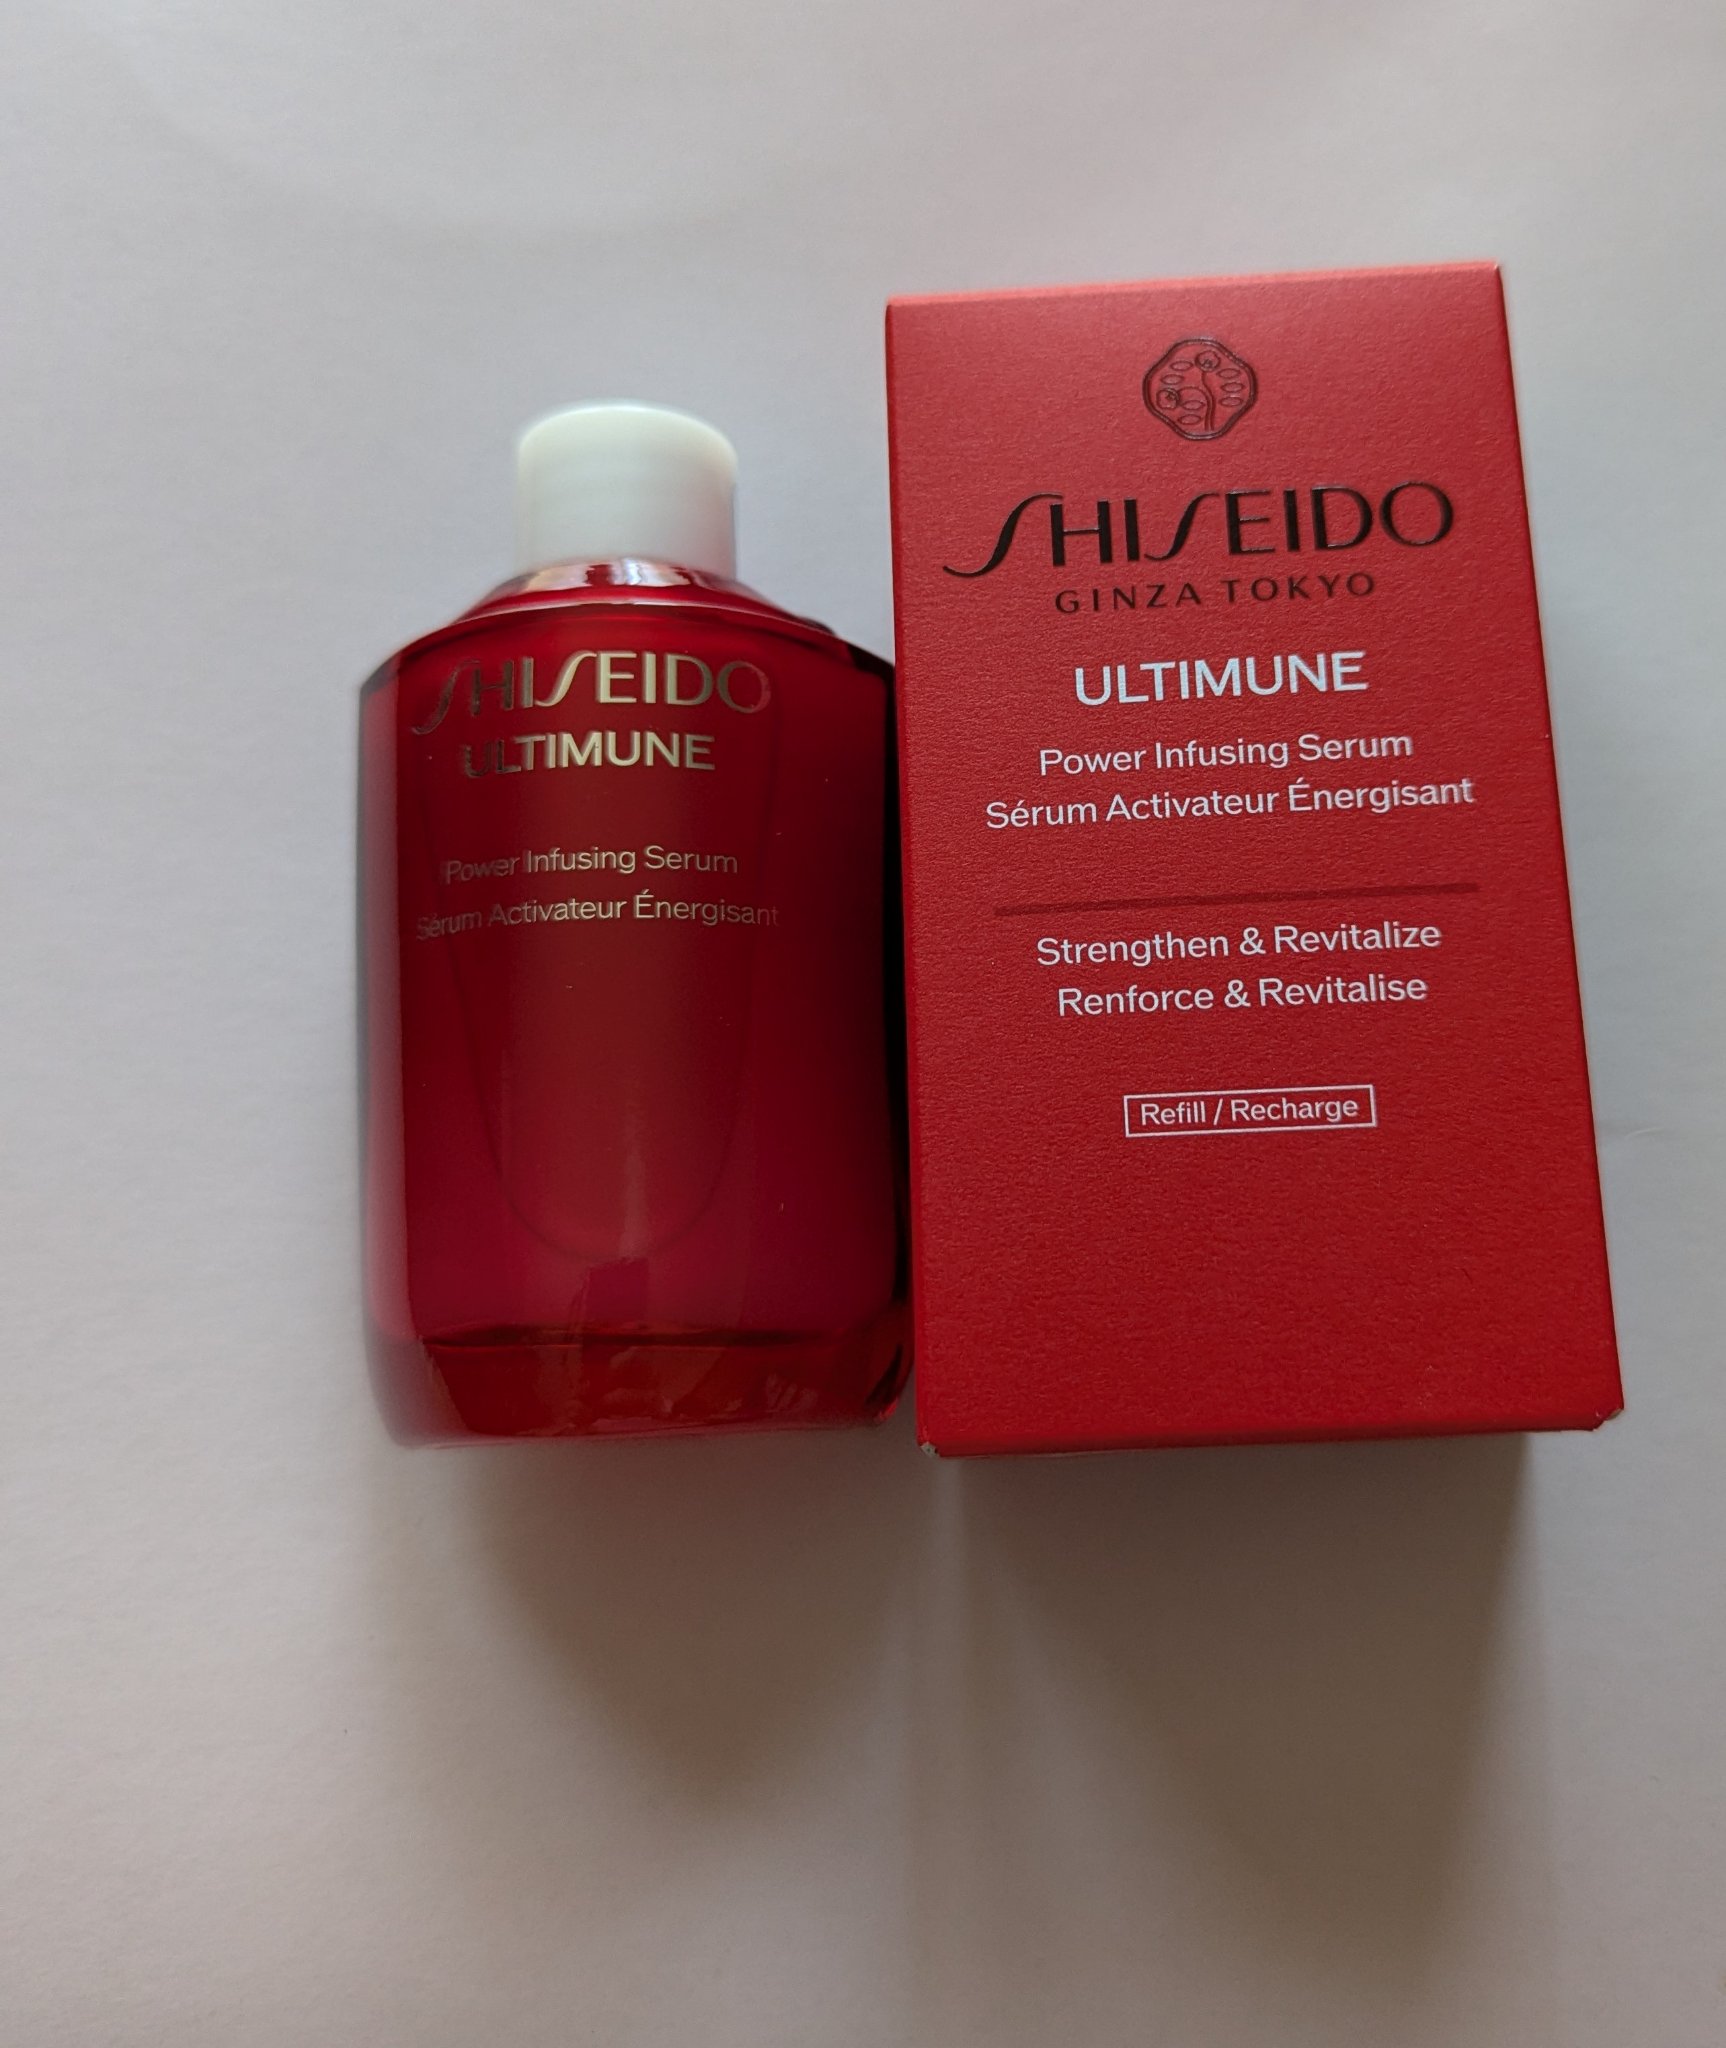 SHISEIDO
ULTIMUNE
Power Infusing Serum
Sérum Activateur Énergisant
SHISEIDO
GINZA TOKYO
ULTIMUNE
Power Infusing Serum
Sérum Activateur Énergisant
Strengthen & Revitalize
Renforce & Revitalise
Refill / Recharge